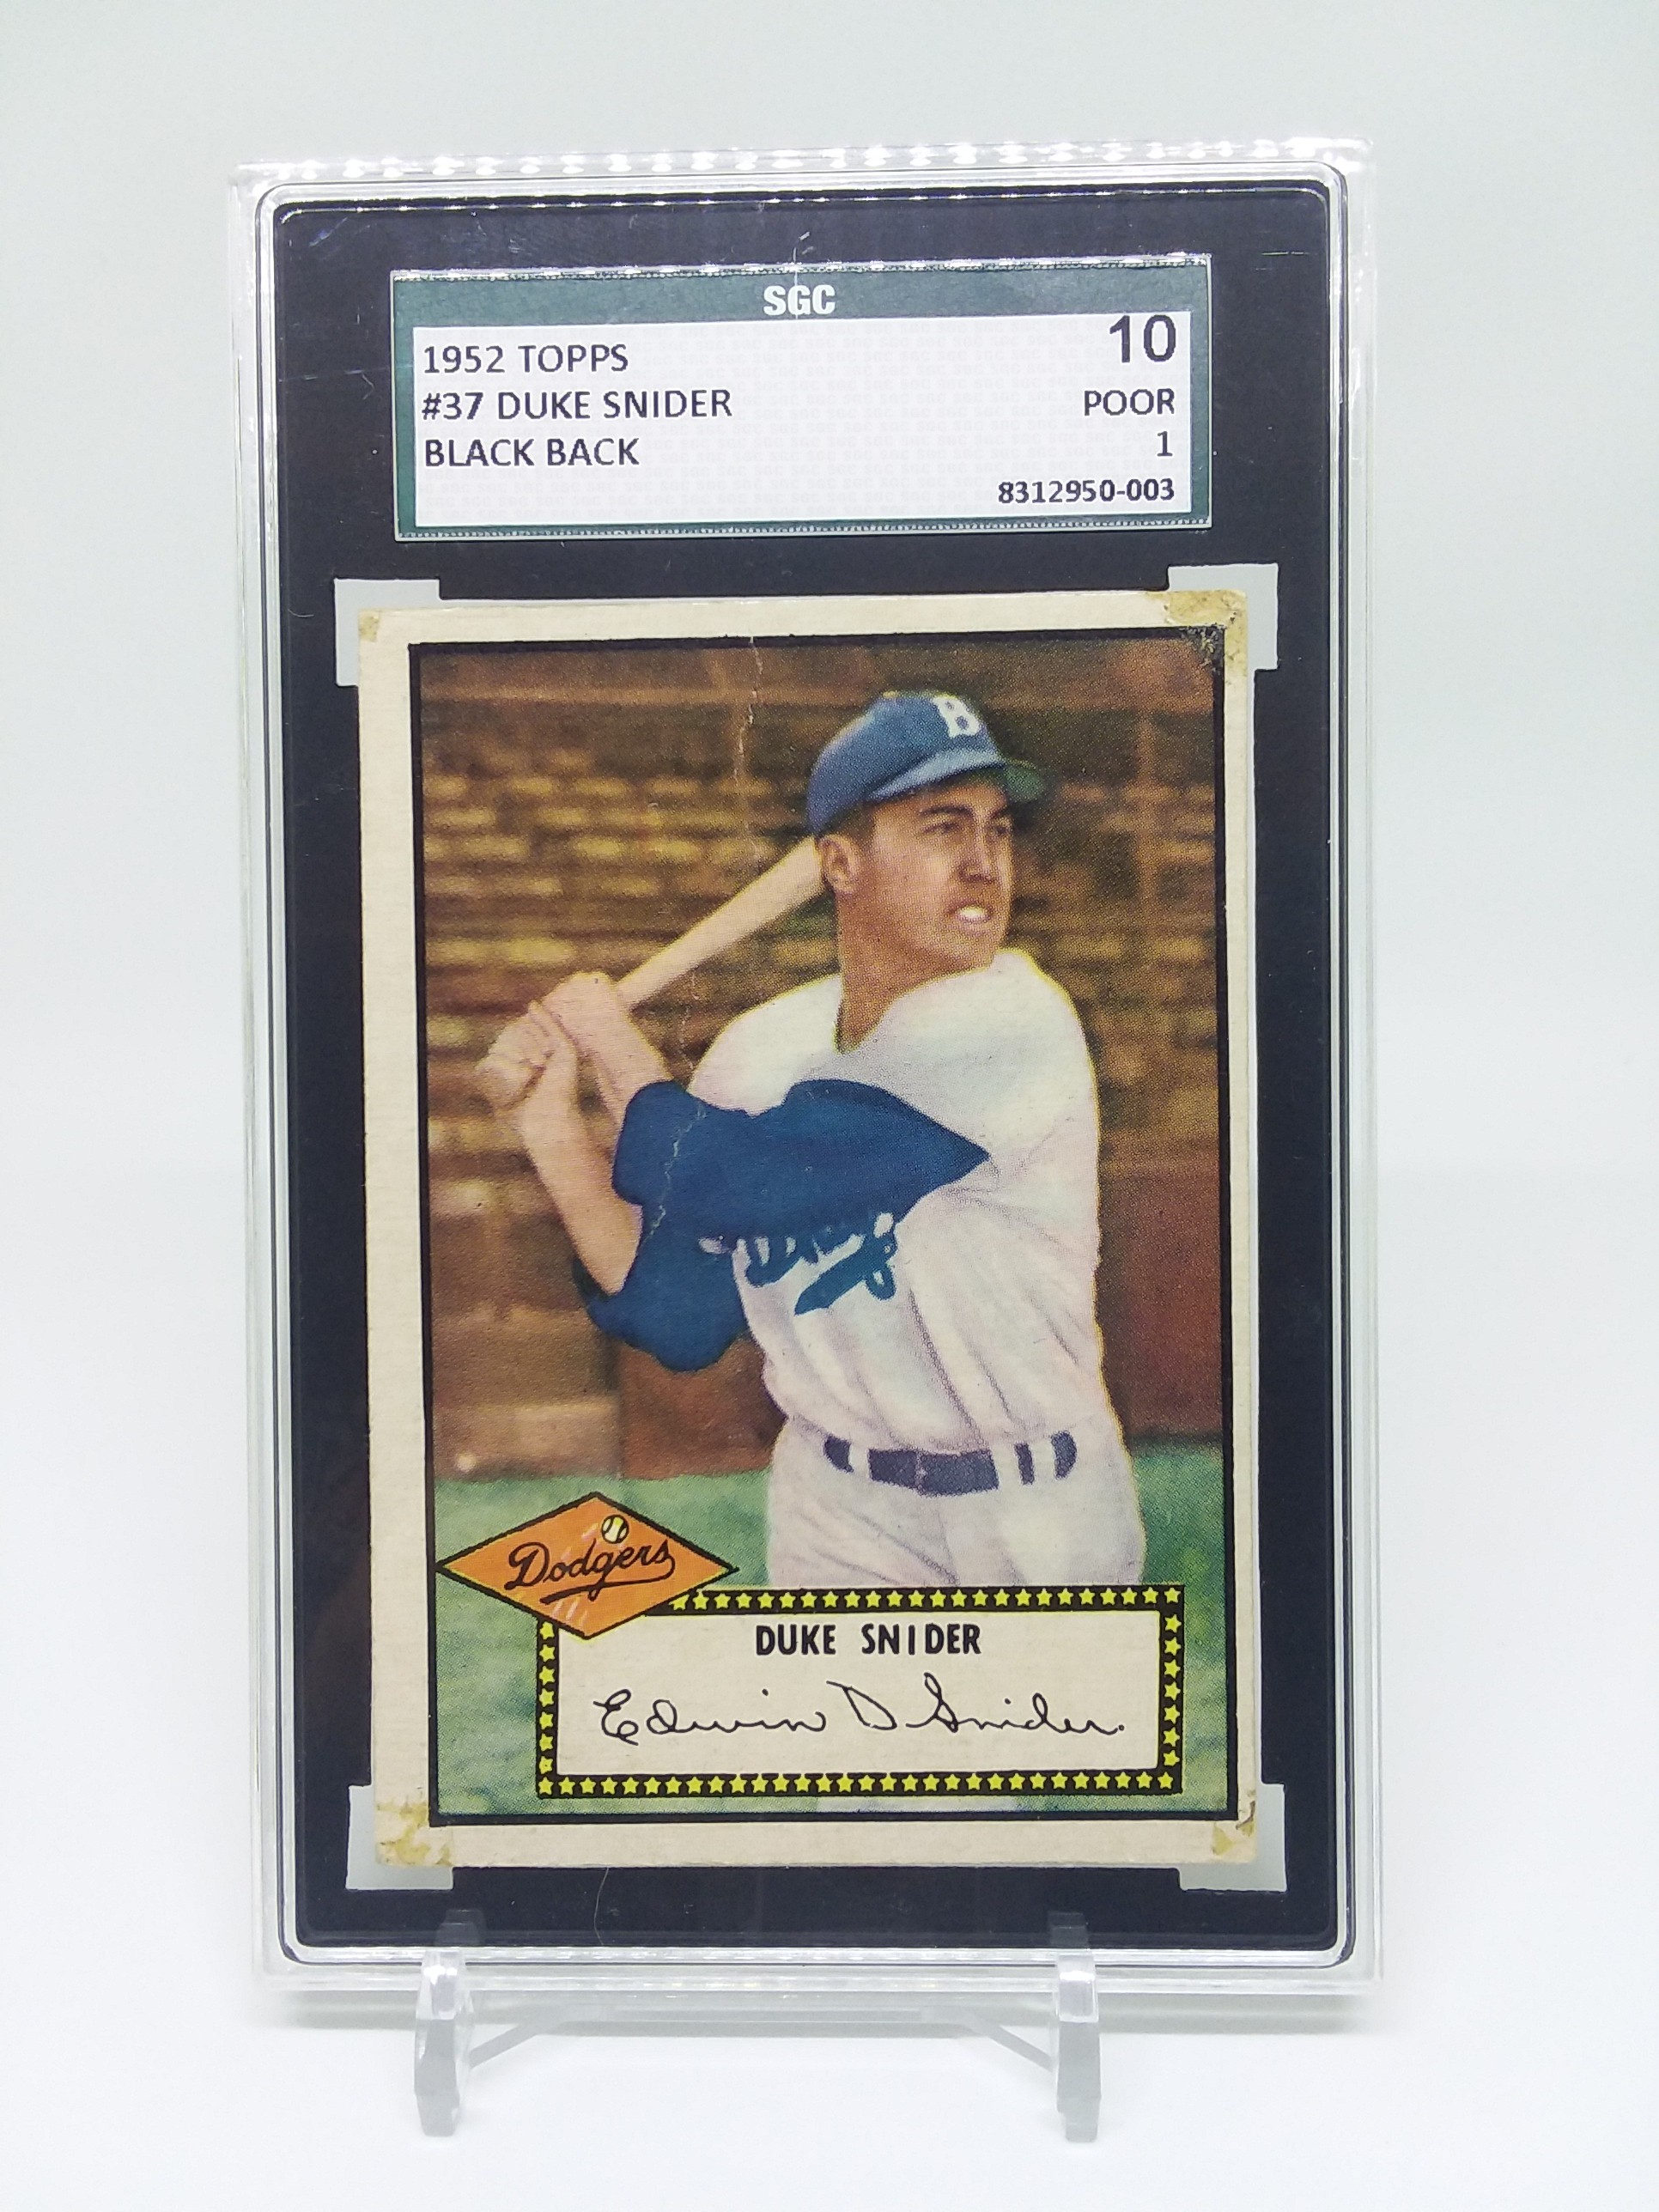 SGC
1952 TOPPS
#37 DUKE SNIDER
BLACK BACK
10
POOR
1
8312950-003
B
Dodgers
DUKE SNIDER
Edwin D Snider.